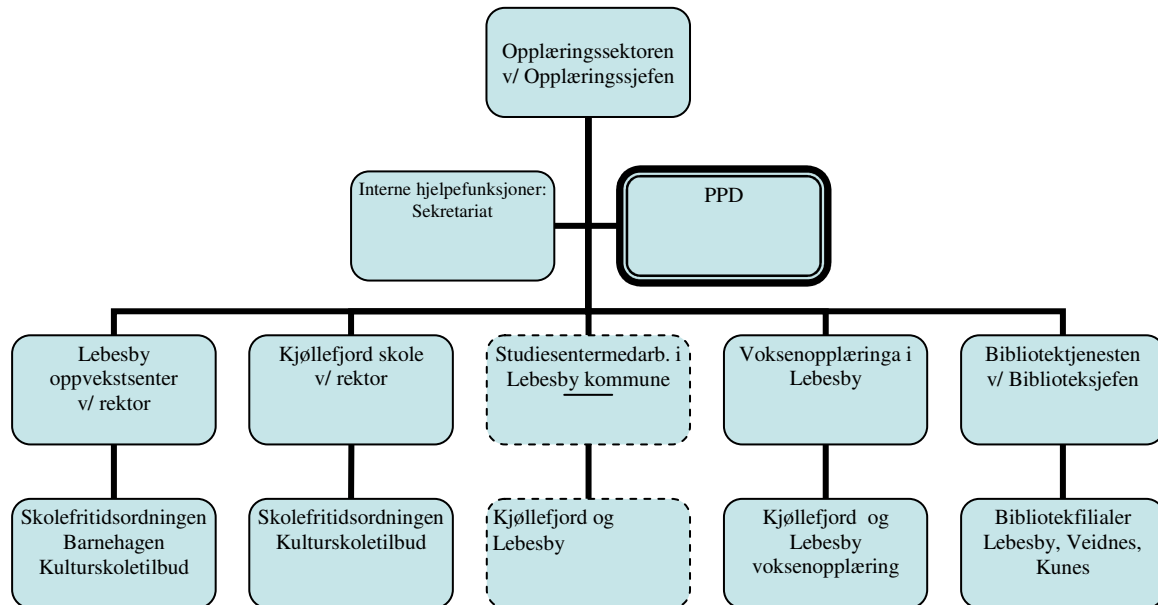 Opplæringssektoren
v/ Opplæringssjefen
Interne hjelpefunksjoner:
Sekretariat
PPD
Lebesby
oppvekstsenter
v/ rektor
Kjøllefjord skole
v/ rektor
Studiesentermedarb. i
Lebesby kommune
Voksenopplæringa i
Lebesby
Bibliotektjenesten
v/ Biblioteksjefen
Skolefritidsordningen
Barnehagen
Kulturskoletilbud
Skolefritidsordningen
Kulturskoletilbud
Kjøllefjord og
Lebesby
Kjøllefjord og
Lebesby
voksenopplæring
Bibliotekfilialer
Lebesby, Veidnes,
Kunes